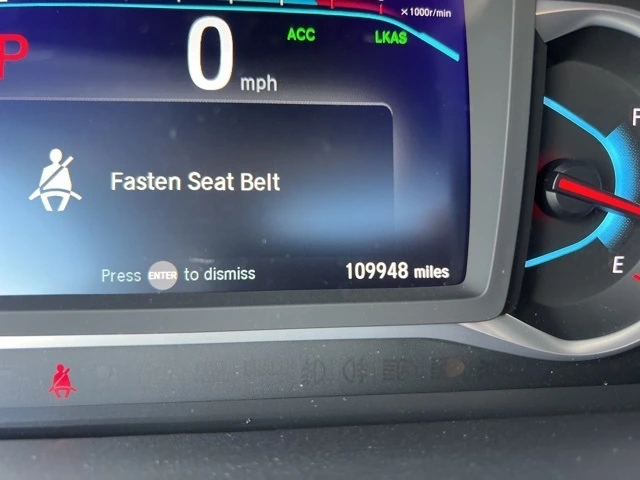 ×1000r/min
P
0 mph
ACC
LKAS
Fasten Seat Belt
Press ENTER to dismiss
109948 miles
F
E